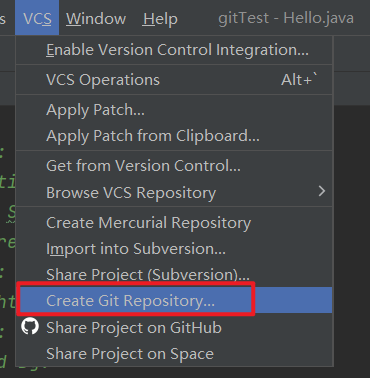 s VCS Window Help gitTest - Hello.java
Enable Version Control Integration...
VCS Operations Alt+`
Apply Patch...
Apply Patch from Clipboard...
Get from Version Control...
Browse VCS Repository
Create Mercurial Repository
Import into Subversion...
Share Project (Subversion)...
Create Git Repository...
Share Project on GitHub
Share Project on Space